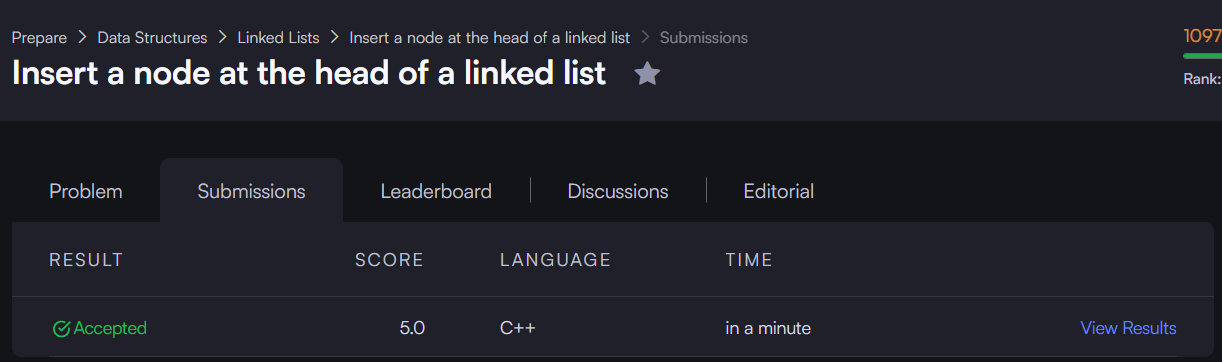 Prepare > Data Structures > Linked Lists > Insert a node at the head of a linked list > Submissions
1097
Insert a node at the head of a linked list
Rank:
Problem Submissions Leaderboard Discussions Editorial
RESULT SCORE LANGUAGE TIME
Accepted 5.0 C++ in a minute View Results